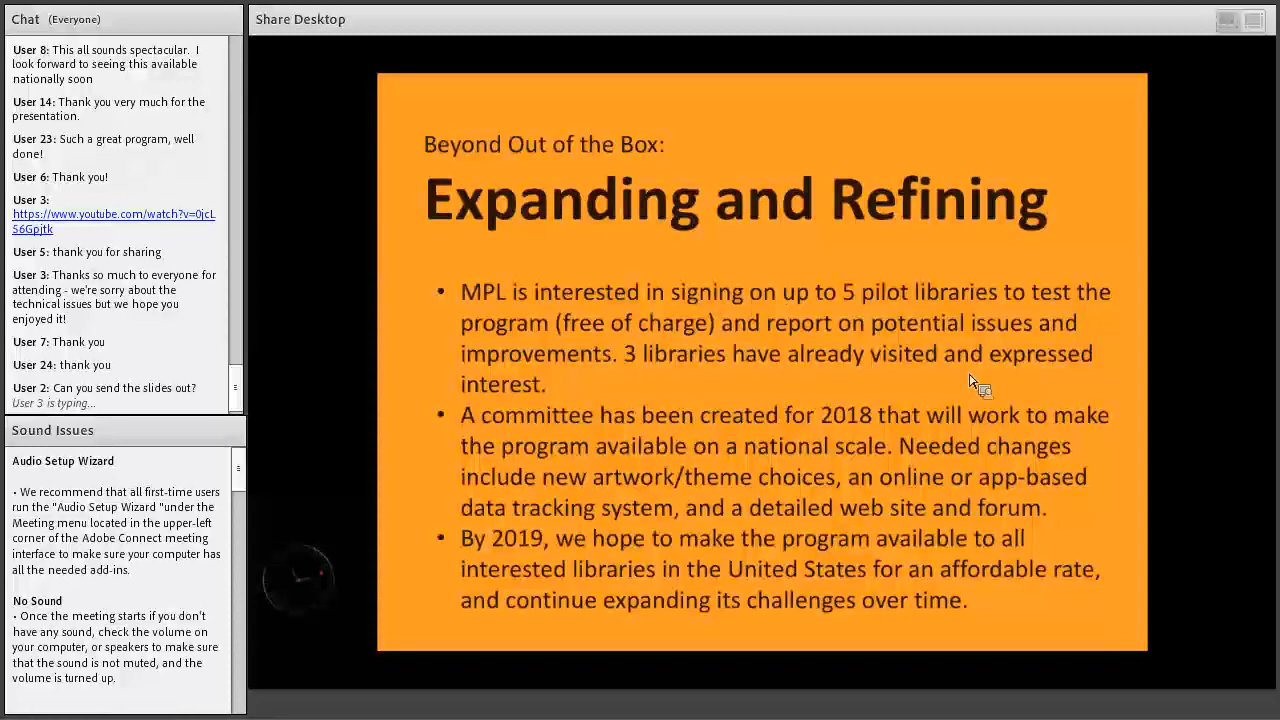 Chat (Everyone)
User 8: This all sounds spectacular. I
look forward to seeing this available
nationally soon
User 14: Thank you very much for the
presentation.
User 23: Such a great program, well
done!
User 6: Thank you!
User 3:
https://www.youtube.com/watch?v=0jcL
56Gpjtk
User 5: thank you for sharing
User 3: Thanks so much to everyone for
attending - we're sorry about the
technical issues but we hope you
enjoyed it!
User 7: Thank you
User 24: thank you
User 2: Can you send the slides out?
User 3 is typing...
Sound Issues
Audio Setup Wizard
• We recommend that all first-time users
run the "Audio Setup Wizard "under the
Meeting menu located in the upper-left
corner of the Adobe Connect meeting
interface to make sure your computer has
all the needed add-ins.
No Sound
• Once the meeting starts if you don't
have any sound, check the volume on
your computer, or speakers to make sure
that the sound is not muted, and the
volume is turned up.
Share Desktop
Beyond Out of the Box:
Expanding and Refining
• MPL is interested in signing on up to 5 pilot libraries to test the
program (free of charge) and report on potential issues and
improvements. 3 libraries have already visited and expressed
interest.
• A committee has been created for 2018 that will work to make
the program available on a national scale. Needed changes
include new artwork/theme choices, an online or app-based
data tracking system, and a detailed web site and forum.
• By 2019, we hope to make the program available to all
interested libraries in the United States for an affordable rate,
and continue expanding its challenges over time.